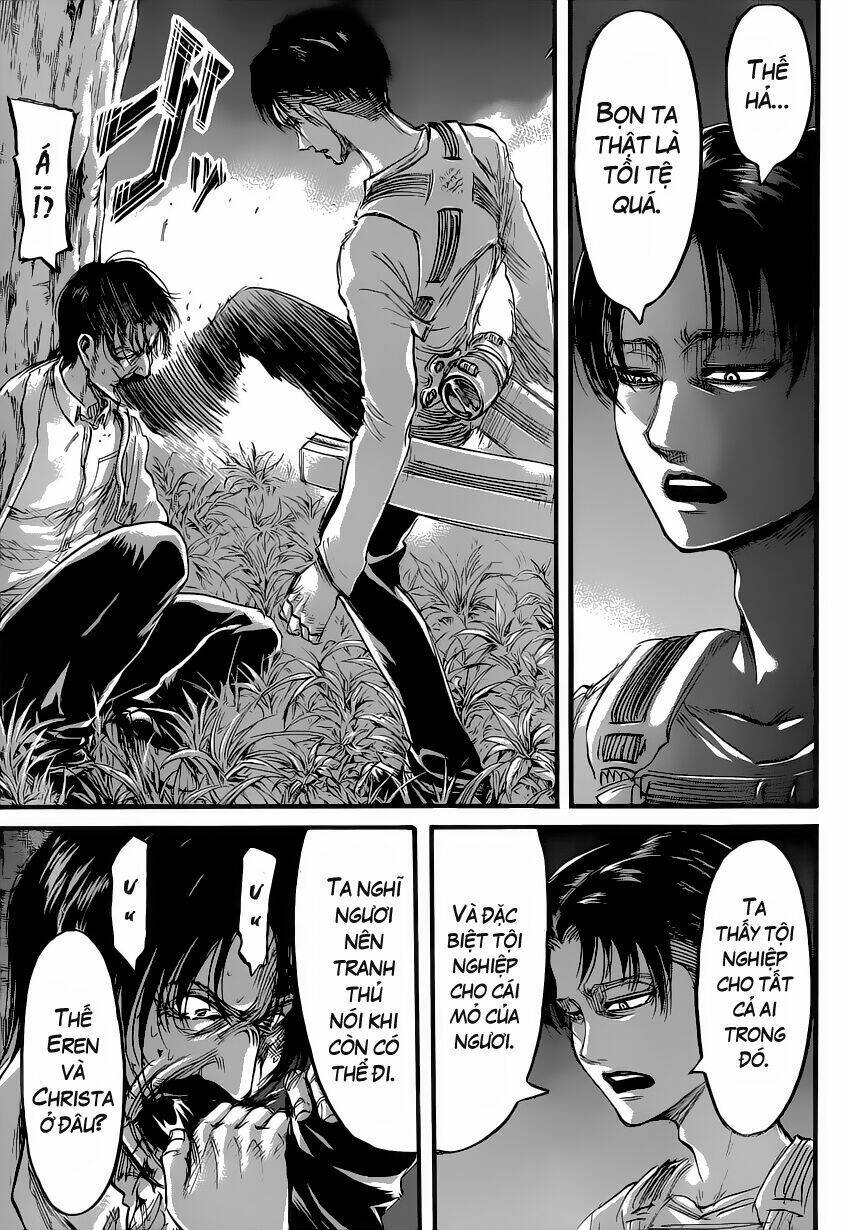 THẾ
HẢ...
BỌN TA
THẬT LÀ
TỒI TỆ
QUÁ.
Á
!?
TA
THẤY TỘI
NGHIỆP
CHO TẤT
CẢ AI
TRONG
ĐÓ.
VÀ ĐẶC
BIỆT TỘI
NGHIỆP
CHO CÁI
MỎ CỦA
NGƯƠI.
TA NGHĨ
NGƯƠI
NÊN
TRANH
THỦ
NÓI KHI
CÒN CÓ
THỂ ĐI.
Ư
Ư
THẾ
EREN
VÀ
CHRISTA
Ở ĐÂU?